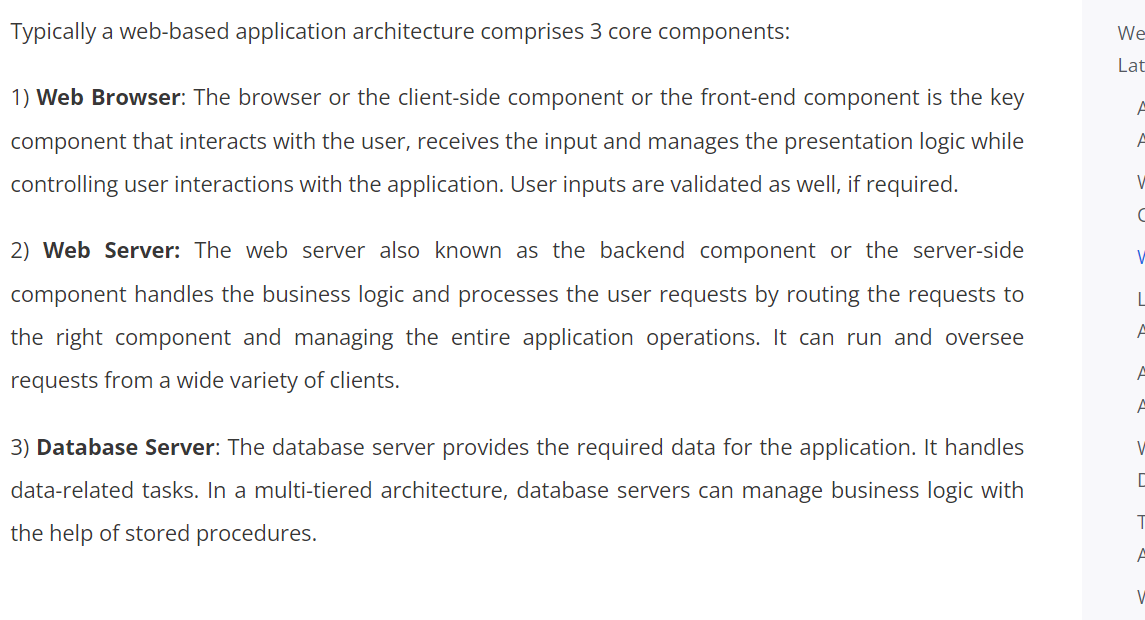 Typically a web-based application architecture comprises 3 core components:
1) Web Browser: The browser or the client-side component or the front-end component is the key
component that interacts with the user, receives the input and manages the presentation logic while
controlling user interactions with the application. User inputs are validated as well, if required.
2) Web Server: The web server also known as the backend component or the server-side
component handles the business logic and processes the user requests by routing the requests to
the right component and managing the entire application operations. It can run and oversee
requests from a wide variety of clients.
3) Database Server: The database server provides the required data for the application. It handles
data-related tasks. In a multi-tiered architecture, database servers can manage business logic with
the help of stored procedures.